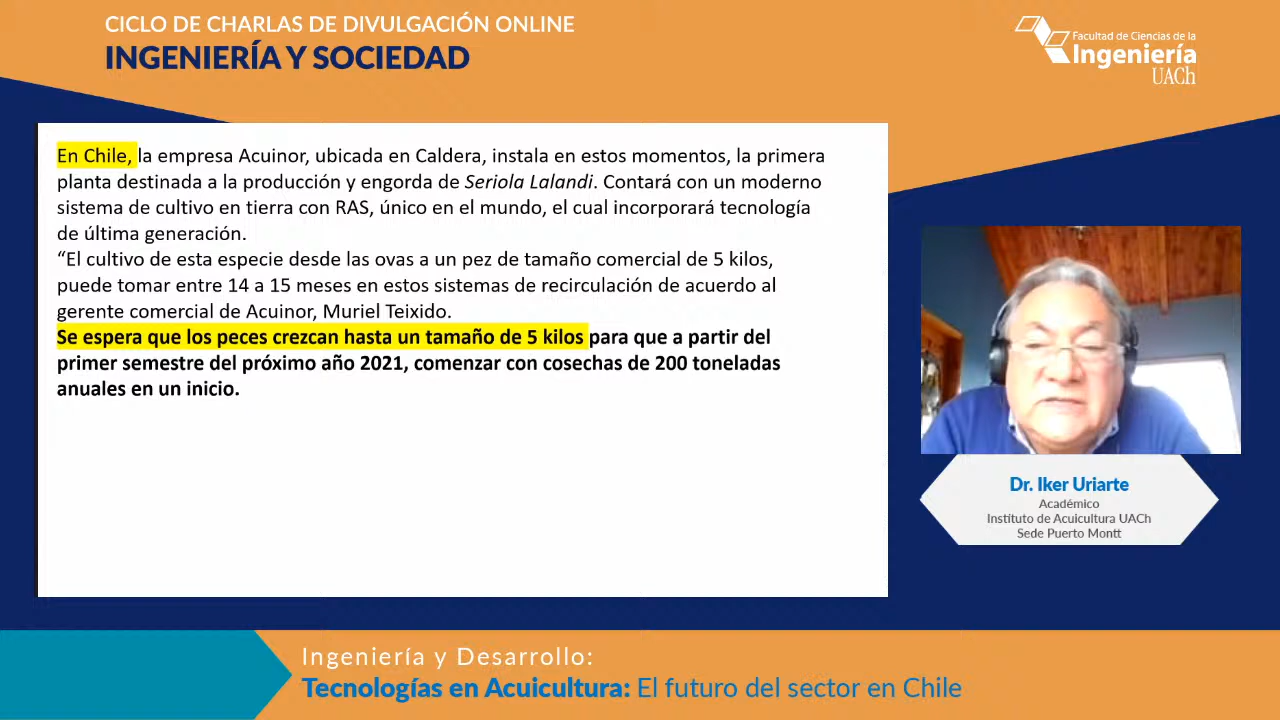 CICLO DE CHARLAS DE DIVULGACIÓN ONLINE
INGENIERÍA Y SOCIEDAD
Facultad de Ciencias de la
Ingeniería
UACh
En Chile, la empresa Acuinor, ubicada en Caldera, instala en estos momentos, la primera
planta destinada a la producción y engorda de Seriola Lalandi. Contará con un moderno
sistema de cultivo en tierra con RAS, único en el mundo, el cual incorporará tecnología
de última generación.
“El cultivo de esta especie desde las ovas a un pez de tamaño comercial de 5 kilos,
puede tomar entre 14 a 15 meses en estos sistemas de recirculación de acuerdo al
gerente comercial de Acuinor, Muriel Teixido.
Se espera que los peces crezcan hasta un tamaño de 5 kilos para que a partir del
primer semestre del próximo año 2021, comenzar con cosechas de 200 toneladas
anuales en un inicio.
Dr. Iker Uriarte
Académico
Instituto de Acuicultura UACh
Sede Puerto Montt
Ingeniería y Desarrollo:
Tecnologías en Acuicultura: El futuro del sector en Chile